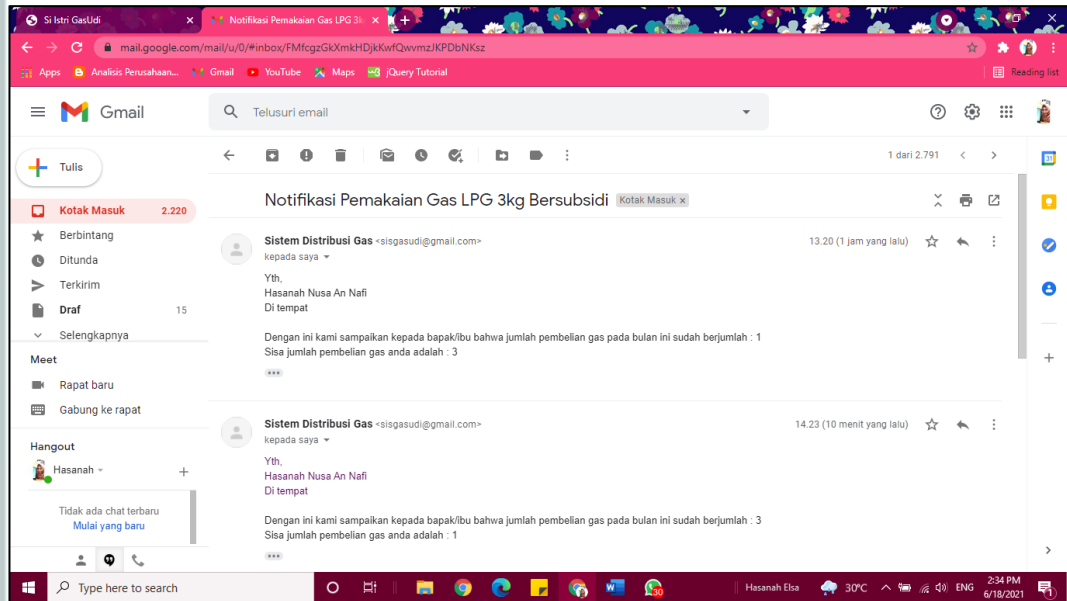 Si Istri GasUdi
Notifikasi Pemakaian Gas LPG 3k
mail.google.com/mail/u/0/#inbox/FMfcgzGkXmkHDjkKwfQwvmzJKPDbNKsz
Apps Analisis Perusahaan... Gmail YouTube Maps jQuery Tutorial Reading list
Gmail
Telusuri email
Tulis
1 dari 2.791
Kotak Masuk 2.220
Berbintang
Ditunda
Terkirim
Draf 15
Selengkapnya
Meet
Rapat baru
Gabung ke rapat
Hangout
Hasanah
Tidak ada chat terbaru
Mulai yang baru
Notifikasi Pemakaian Gas LPG 3kg Bersubsidi Kotak Masuk x
Sistem Distribusi Gas <sisgasudi@gmail.com> 13.20 (1 jam yang lalu)
kepada saya
Yth,
Hasanah Nusa An Nafi
Di tempat
Dengan ini kami sampaikan kepada bapak/ibu bahwa jumlah pembelian gas pada bulan ini sudah berjumlah : 1
Sisa jumlah pembelian gas anda adalah : 3
Sistem Distribusi Gas <sisgasudi@gmail.com> 14.23 (10 menit yang lalu)
kepada saya
Yth,
Hasanah Nusa An Nafi
Di tempat
Dengan ini kami sampaikan kepada bapak/ibu bahwa jumlah pembelian gas pada bulan ini sudah berjumlah : 3
Sisa jumlah pembelian gas anda adalah : 1
31
Type here to search
30
Hasanah Elsa 30°C ENG 2:34 PM
6/18/2021